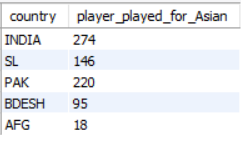 country player_played_for_Asian
INDIA 274
SL 146
PAK 220
BDESH 95
AFG 18